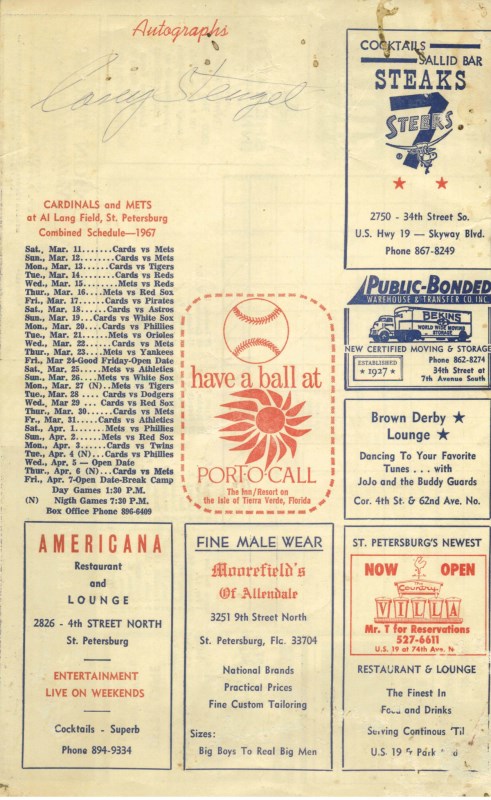 Autographs
Casey Stengel
CARDINALS and METS
at Al Lang Field, St. Petersburg
Combined Schedule—1967
Sat., Mar. 11......Cards vs Mets
Sun., Mar. 12.......Cards vs Mets
Mon., Mar. 13.....Cards vs Tigers
Tue., Mar. 14.......Cards vs Reds
Wed., Mar. 15.......Mets vs Reds
Thur., Mar. 16....Mets vs Red Sox
Fri., Mar. 17......Cards vs Pirates
Sat., Mar. 18......Cards vs Astros
Sun., Mar. 19...Cards vs White Sox
Mon., Mar. 20....Cards vs Phillies
Tue., Mar. 21......Mets vs Orioles
Wed., Mar. 22.......Cards vs Mets
Thur., Mar. 23.....Mets vs Yankees
Fri., Mar 24-Good Friday-Open Date
Sat., Mar. 25......Mets vs Athletics
Sun., Mar. 26....Mets vs White Sox
Mon., Mar. 27 (N)...Mets vs Tigers
Tue., Mar. 28 .... Cards vs Dodgers
Wed., Mar 29 .... Cards vs Red Sox
Thur., Mar. 30.......Cards vs Mets
Fri., Mar. 31......Cards vs Athletics
Sat., Apr. 1......Mets vs Phillies
Sun., Apr. 2.......Mets vs Red Sox
Mon., Apr. 3......Cards vs Twins
Tue., Apr. 4 (N)...Cards vs Phillies
Wed., Apr. 5 — Open Date
Thur., Apr. 6 (N)....Cards vs Mets
Fri., Apr. 7-Open Date-Break Camp
Day Games 1:30 P.M.
(N) Nigth Games 7:30 P.M.
Box Office Phone 896-6409
have a ball at
PORT-O'-CALL
The Inn/Resort on
the Isle of Tierra Verde, Florida
COCKTAILS
SALLID BAR
STEAKS
7
STEERS
2750 - 34th Street So.
U.S. Hwy 19 — Skyway Blvd.
Phone 867-8249
PUBLIC-BONDED
WAREHOUSE & TRANSFER CO. INC.
BEKINS
WORLD WIDE MOVING
STORAGE
NEW CERTIFIED MOVING & STORAGE
ESTABLISHED
1927
Phone 862-8274
34th Street at
7th Avenue South
Brown Derby
Lounge
Dancing To Your Favorite
Tunes . . . with
JoJo and the Buddy Guards
Cor. 4th St. & 62nd Ave. No.
AMERICANA
Restaurant
and
LOUNGE
2826 - 4th STREET NORTH
St. Petersburg
ENTERTAINMENT
LIVE ON WEEKENDS
Cocktails - Superb
Phone 894-9334
FINE MALE WEAR
Moorefield's
Of Allendale
3251 9th Street North
St. Petersburg, Flc. 33704
National Brands
Practical Prices
Fine Custom Tailoring
Sizes:
Big Boys To Real Big Men
ST. PETERSBURG'S NEWEST
NOW OPEN
The Country
VILLA
Mr. T for Reservations
527-6611
U.S. 19 at 74th Ave. N
RESTAURANT & LOUNGE
The Finest In
Food and Drinks
Serving Continous 'Til
U.S. 19 & Park